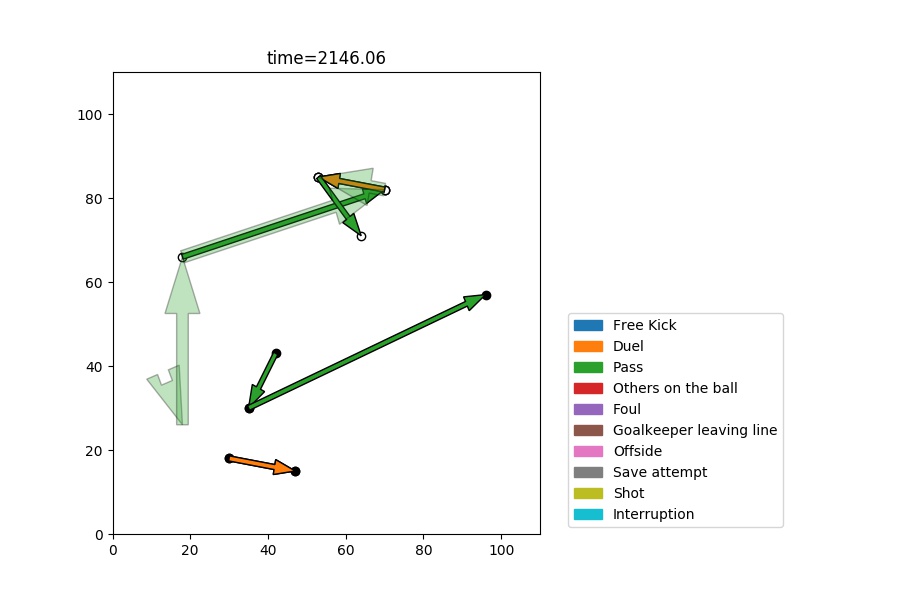 time=2146.06
100
80
60
40
20
0
0 20 40 60 80 100
Free Kick
Duel
Pass
Others on the ball
Foul
Goalkeeper leaving line
Offside
Save attempt
Shot
Interruption